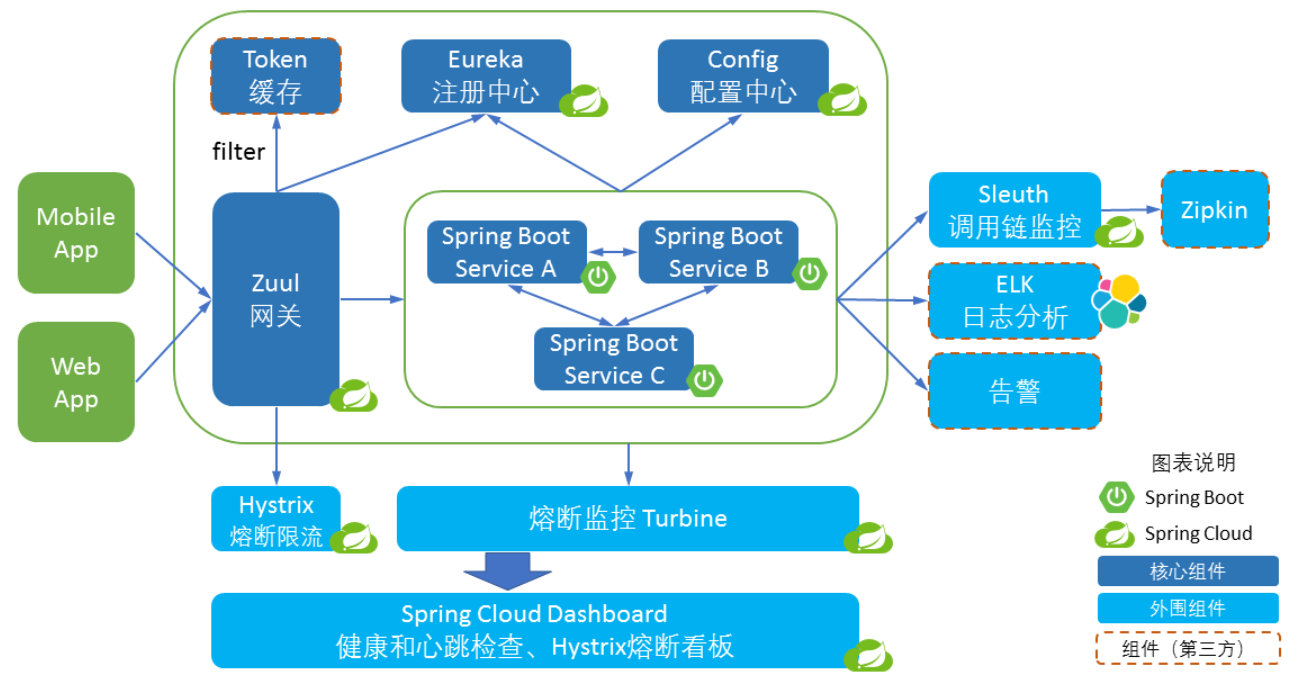 Token
缓存
Eureka
注册中心
Config
配置中心
filter
Mobile
App
Web
App
Zuul
网关
Spring Boot
Service A
Spring Boot
Service B
Spring Boot
Service C
Sleuth
调用链监控
Zipkin
ELK
日志分析
告警
Hystrix
熔断限流
熔断监控 Turbine
Spring Cloud Dashboard
健康和心跳检查、Hystrix熔断看板
图表说明
Spring Boot
Spring Cloud
核心组件
外围组件
组件（第三方）